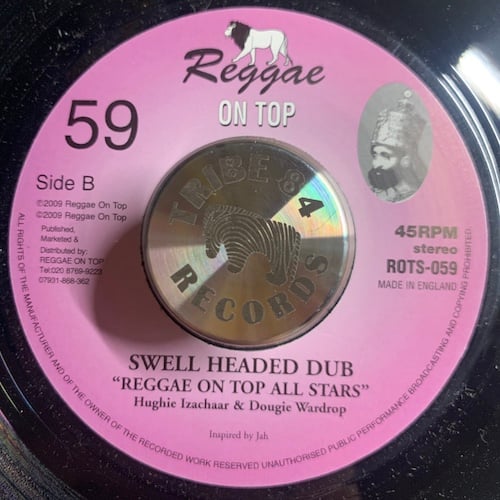 Reggae
ON TOP
59
Side B
℗2009 Reggae On Top
©2009 Reggae On Top
Published,
Marketed &
Distributed by:
REGGAE ON TOP
Tel:020 8769-9223
07931-868-362
45RPM
stereo
ROTS-059
MADE IN ENGLAND
TRIBE 84
RECORDS
SWELL HEADED DUB
“REGGAE ON TOP ALL STARS”
Hughie Izachaar & Dougie Wardrop
Inspired by Jah
ALL RIGHTS OF THE MANUFACTURER AND OF THE OWNER OF THE RECORDED WORK RESERVED UNAUTHORISED PUBLIC PERFORMANCE BROADCASTING AND COPYING PROHIBITED.